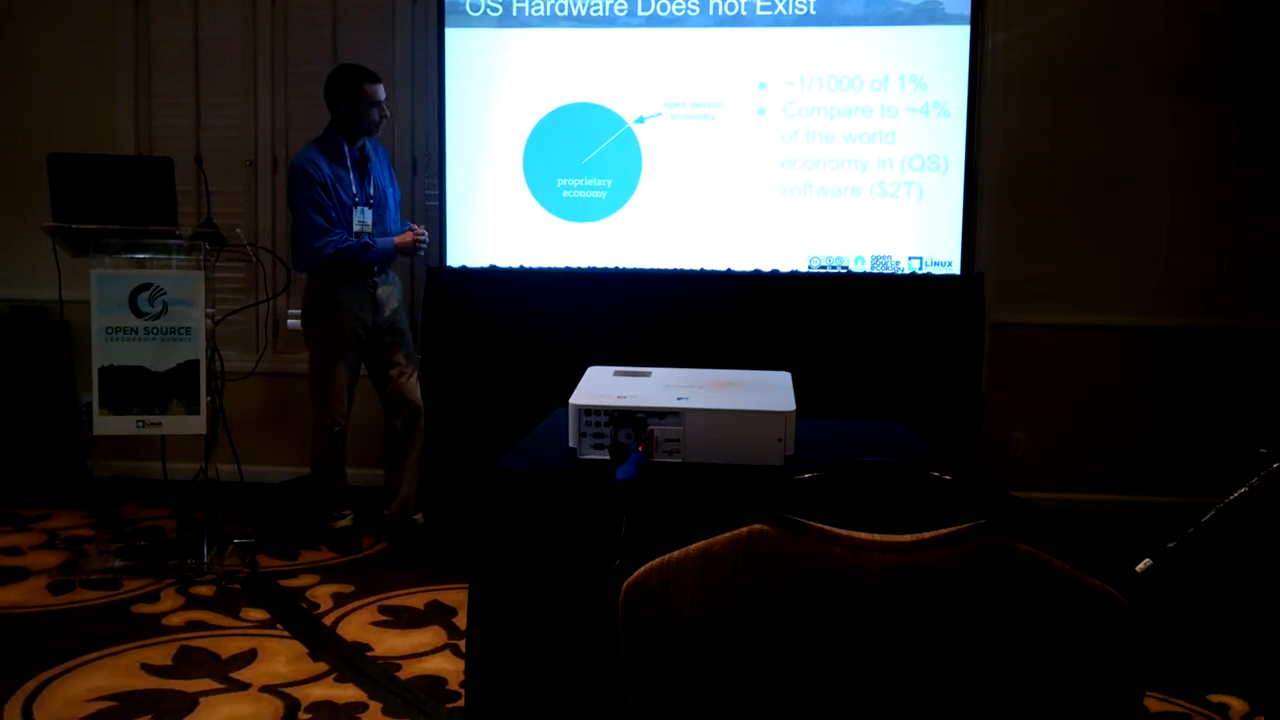 OS Hardware Does not Exist
~1/1000 of 1%
Compare to ~4%
of the world
economy in (OS)
software ($2T)
open source
economy
proprietary
economy
open
source
ecology
LINUX
OPEN SOURCE
LEADERSHIP SUMMIT
LINUX